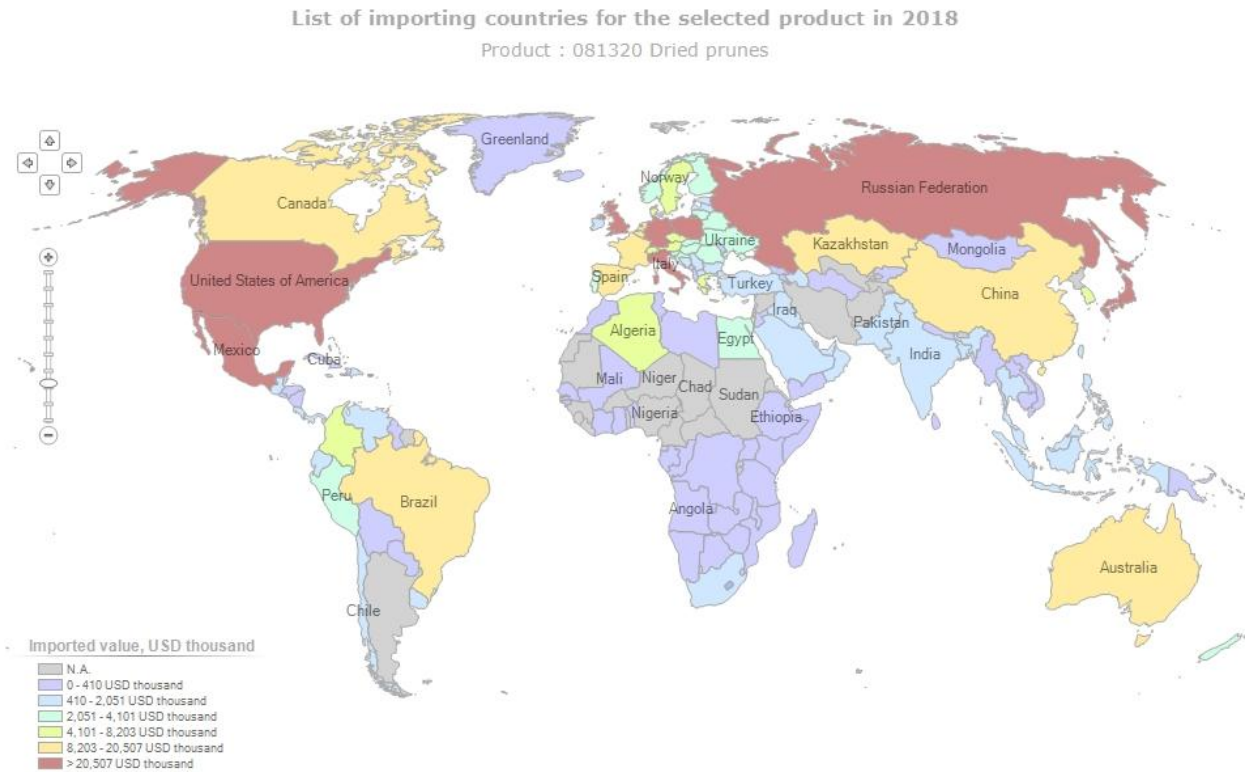 List of importing countries for the selected product in 2018
Product : 081320 Dried prunes
Greenland
Norway
Russian Federation
Canada
Ukraine
Kazakhstan
Mongolia
United States of America
Spain
Italy
Turkey
China
Mexico
Cuba
Algeria
Egypt
Iraq
Pakistan
India
Mali
Niger
Chad
Sudan
Nigeria
Ethiopia
Peru
Brazil
Angola
Australia
Chile
Imported value, USD thousand
N.A.
0 - 410 USD thousand
410 - 2,051 USD thousand
2,051 - 4,101 USD thousand
4,101 - 8,203 USD thousand
8,203 - 20,507 USD thousand
> 20,507 USD thousand